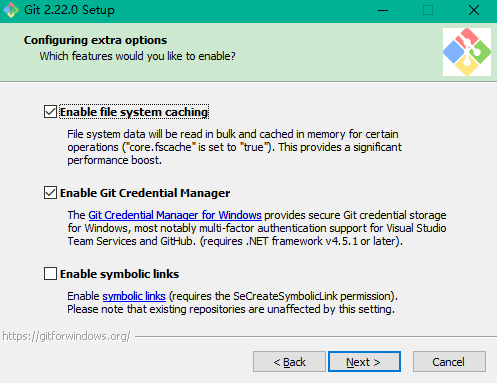 Git 2.22.0 Setup
Configuring extra options
Which features would you like to enable?
Enable file system caching
File system data will be read in bulk and cached in memory for certain
operations ("core.fscache" is set to "true"). This provides a significant
performance boost.
Enable Git Credential Manager
The Git Credential Manager for Windows provides secure Git credential storage
for Windows, most notably multi-factor authentication support for Visual Studio
Team Services and GitHub. (requires .NET framework v4.5.1 or later).
Enable symbolic links
Enable symbolic links (requires the SeCreateSymbolicLink permission).
Please note that existing repositories are unaffected by this setting.
https://gitforwindows.org/
< Back Next > Cancel